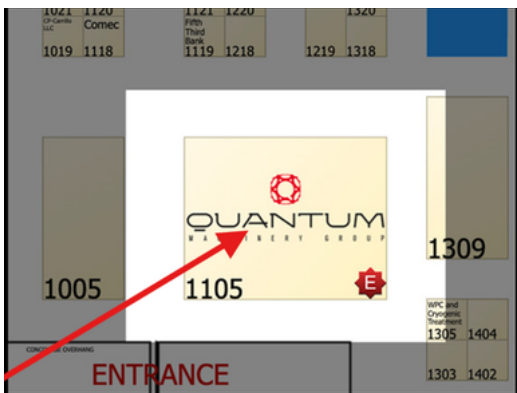 1021 1120
1121 1220
1320
CP-Carrillo
LLC
Comec
Fifth
Third
Bank
1019 1118
1119 1218
1219 1318
QUANTUM
MACHINERY GROUP
1005
1105
E
1309
WPC and
Cryogenic
Treatment
1305 1404
CONCOURSE OVERHANG
ENTRANCE
1303 1402